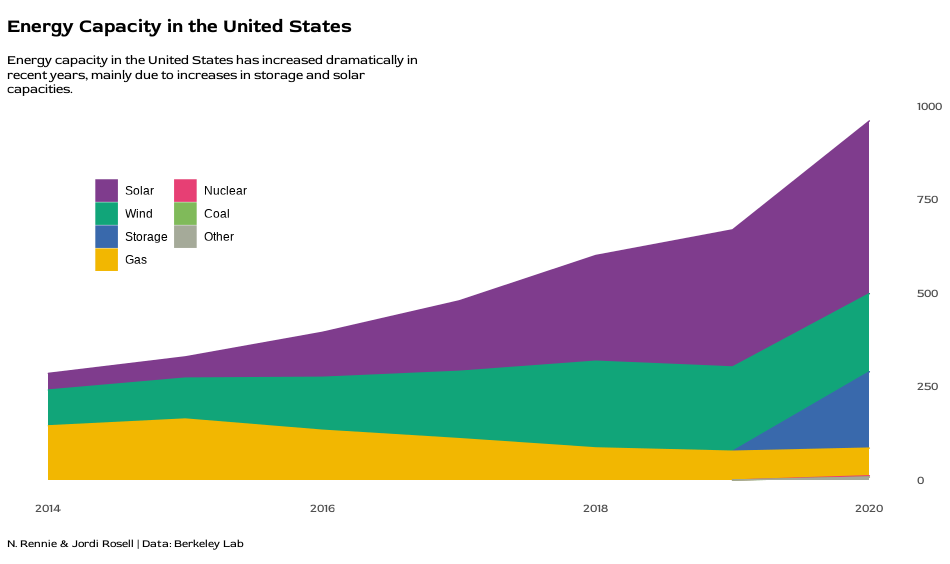 Energy Capacity in the United States
Energy capacity in the United States has increased dramatically in
recent years, mainly due to increases in storage and solar
capacities.
1000
750
500
250
0
Solar
Wind
Storage
Gas
Nuclear
Coal
Other
2014
2016
2018
2020
N. Rennie & Jordi Rosell | Data: Berkeley Lab